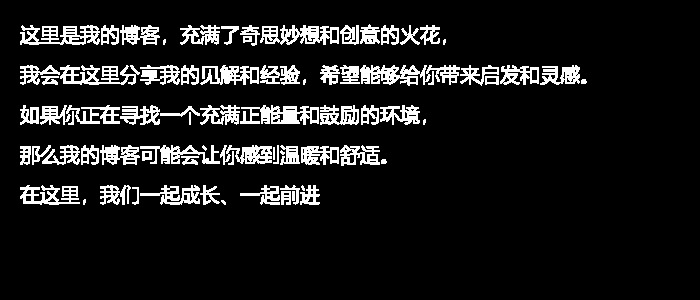 这里是我的博客，充满了奇思妙想和创意的火花，
我会在这里分享我的见解和经验，希望能够给你带来启发和灵感。
如果你正在寻找一个充满正能量和鼓励的环境，
那么我的博客可能会让你感到温暖和舒适。
在这里，我们一起成长、一起前进